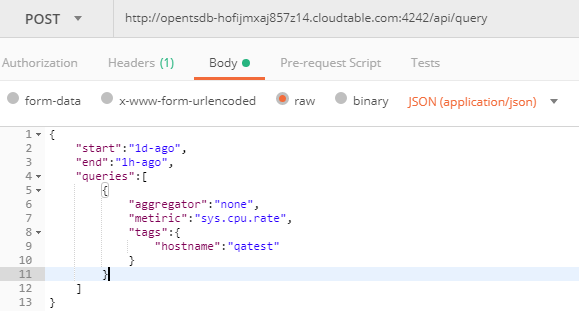 POST http://opentsdb-hofijmxaj857z14.cloudtable.com:4242/api/query
Authorization Headers (1) Body Pre-request Script Tests
form-data x-www-form-urlencoded raw binary JSON (application/json)
1 {
2 "start":"1d-ago",
3 "end":"1h-ago",
4 "queries":[
5 {
6 "aggregator":"none",
7 "metiric":"sys.cpu.rate",
8 "tags":{
9 "hostname":"qatest"
10 }
11 }
12 ]
13 }